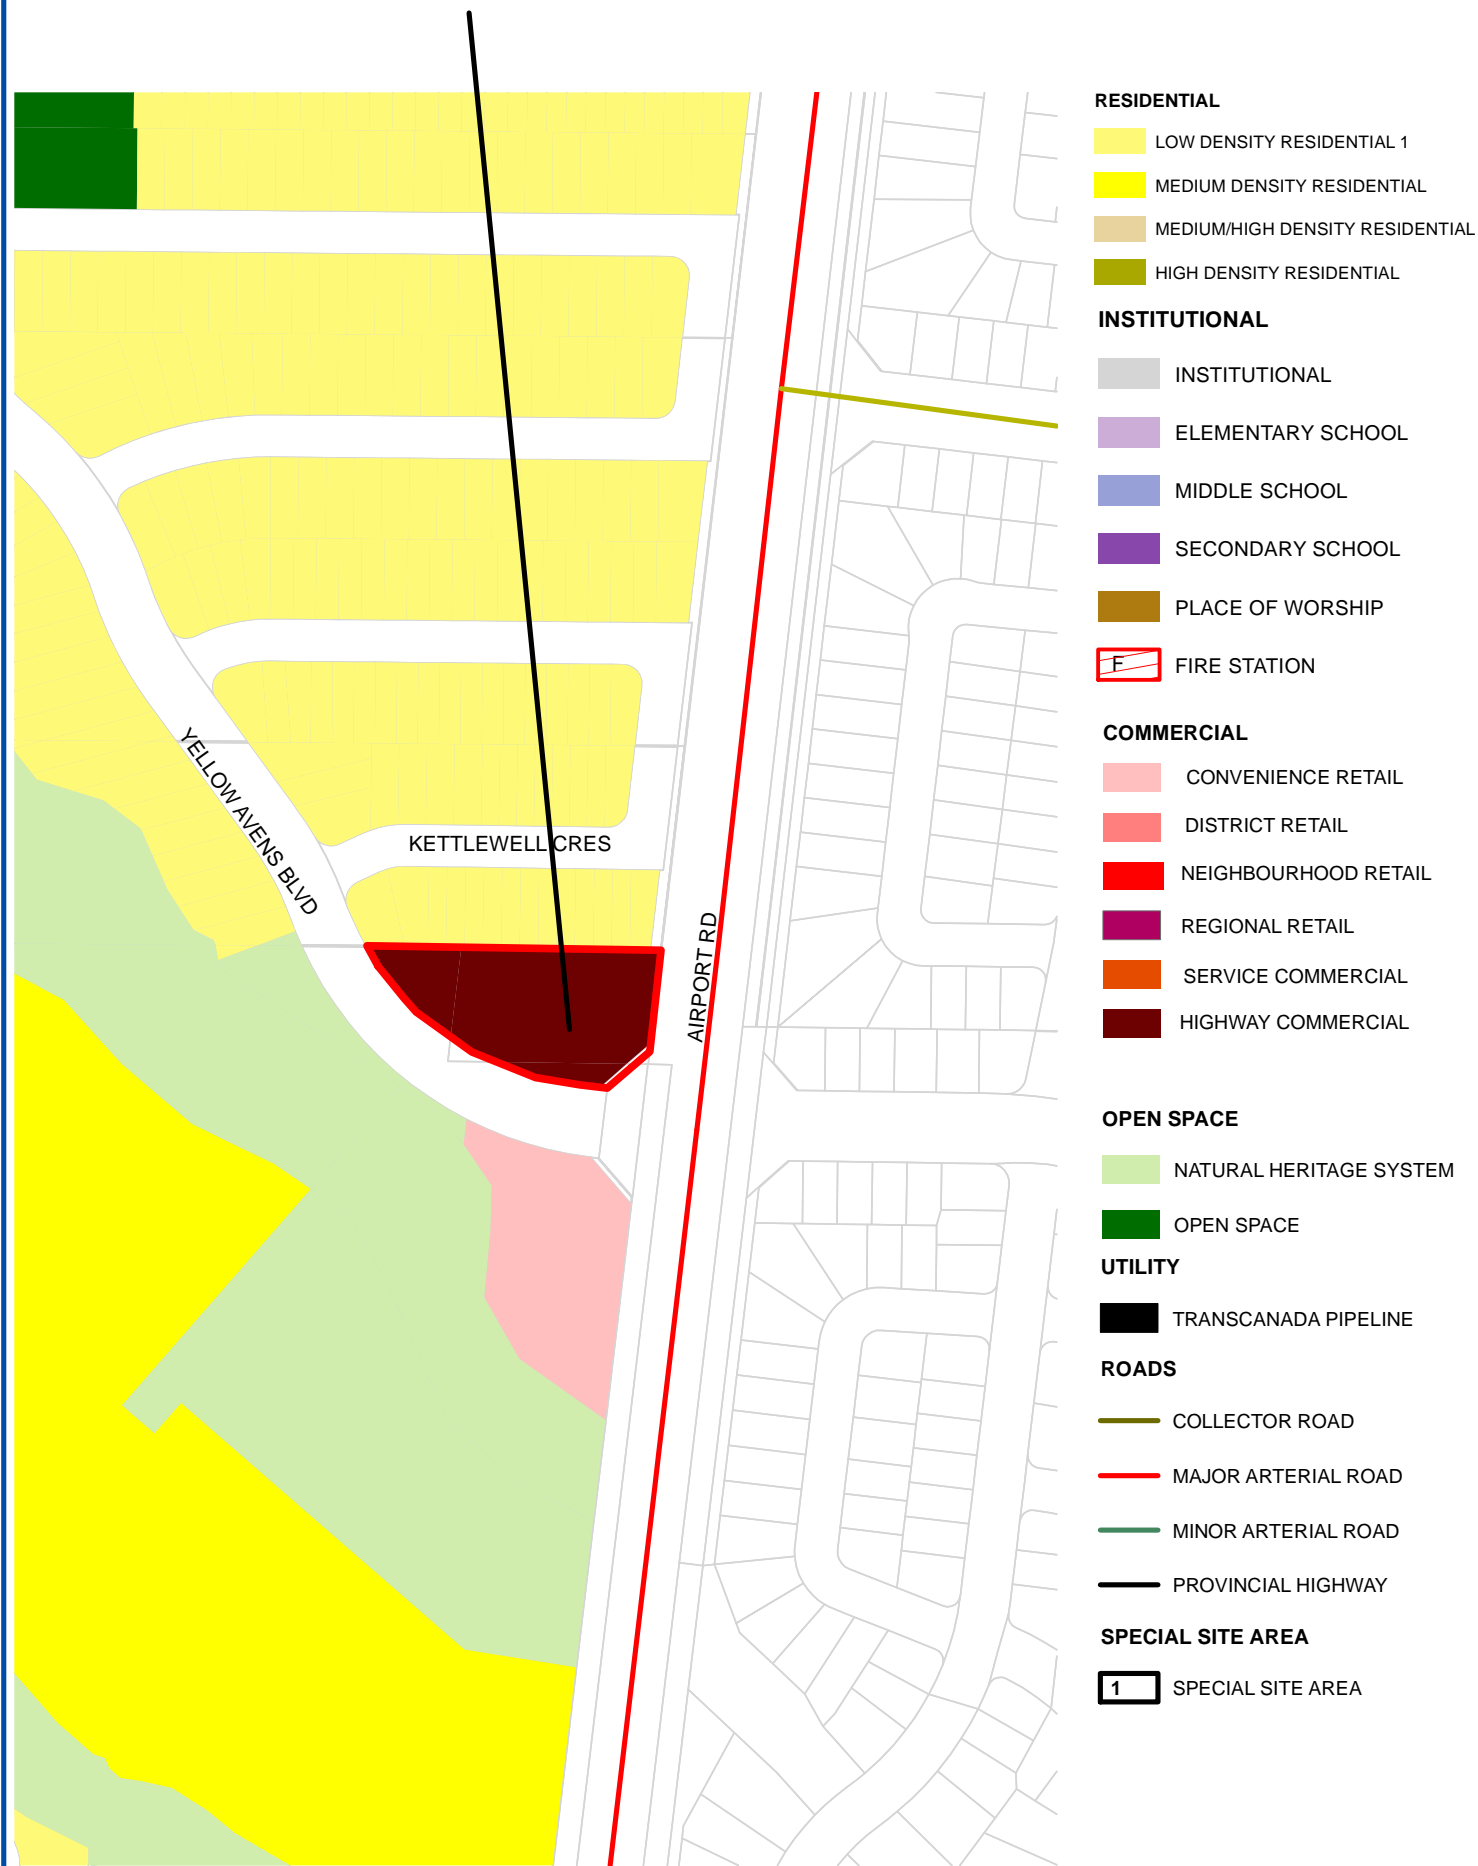 RESIDENTIAL
LOW DENSITY RESIDENTIAL 1
MEDIUM DENSITY RESIDENTIAL
MEDIUM/HIGH DENSITY RESIDENTIAL
HIGH DENSITY RESIDENTIAL
INSTITUTIONAL
INSTITUTIONAL
ELEMENTARY SCHOOL
MIDDLE SCHOOL
SECONDARY SCHOOL
PLACE OF WORSHIP
F
FIRE STATION
COMMERCIAL
CONVENIENCE RETAIL
DISTRICT RETAIL
NEIGHBOURHOOD RETAIL
REGIONAL RETAIL
SERVICE COMMERCIAL
HIGHWAY COMMERCIAL
OPEN SPACE
NATURAL HERITAGE SYSTEM
OPEN SPACE
UTILITY
TRANSCANADA PIPELINE
ROADS
COLLECTOR ROAD
MAJOR ARTERIAL ROAD
MINOR ARTERIAL ROAD
PROVINCIAL HIGHWAY
SPECIAL SITE AREA
1
SPECIAL SITE AREA
YELLOW AVENS BLVD
KETTLEWELL CRES
AIRPORT RD